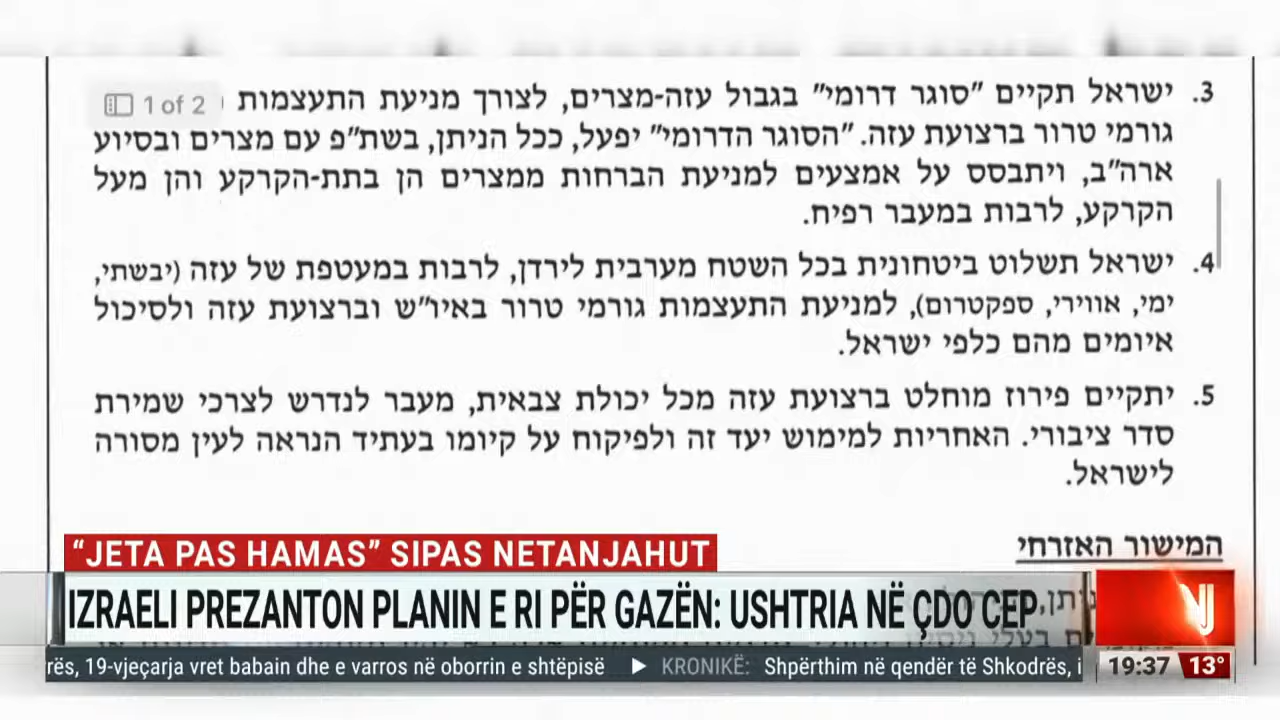 1 of 2
3. ישראל תקיים "סוגר דרומי" בגבול עזה-מצרים, לצורך מניעת התעצמות
גורמי טרור ברצועת עזה. "הסוגר הדרומי" יפעל, ככל הניתן, בשת"פ עם מצרים ובסיוע
ארה"ב, ויתבסס על אמצעים למניעת הברחות ממצרים הן בתת-הקרקע והן מעל
הקרקע, לרבות במעבר רפיח.
4. ישראל תשלוט ביטחונית בכל השטח מערבית לירדן, לרבות במעטפת של עזה (יבשתי,
ימי, אווירי, ספקטרום), למניעת התעצמות גורמי טרור באיו"ש וברצועת עזה ולסיכול
איומים מהם כלפי ישראל.
5. יתקיים פירוז מוחלט ברצועת עזה מכל יכולת צבאית, מעבר לנדרש לצרכי שמירת
סדר ציבורי. האחריות למימוש יעד זה ולפיקוח על קיומו בעתיד הנראה לעין מסורה
לישראל.
המישור האזרחי
"JETA PAS HAMAS" SIPAS NETANJAHUT
IZRAELI PREZANTON PLANIN E RI PËR GAZËN: USHTRIA NË ÇDO CEP
rës, 19-vjeçarja vret babain dhe e varros në oborrin e shtëpisë ▶ KRONIKË: Shpërthim në qendër të Shkodrës, i
19:37 13°